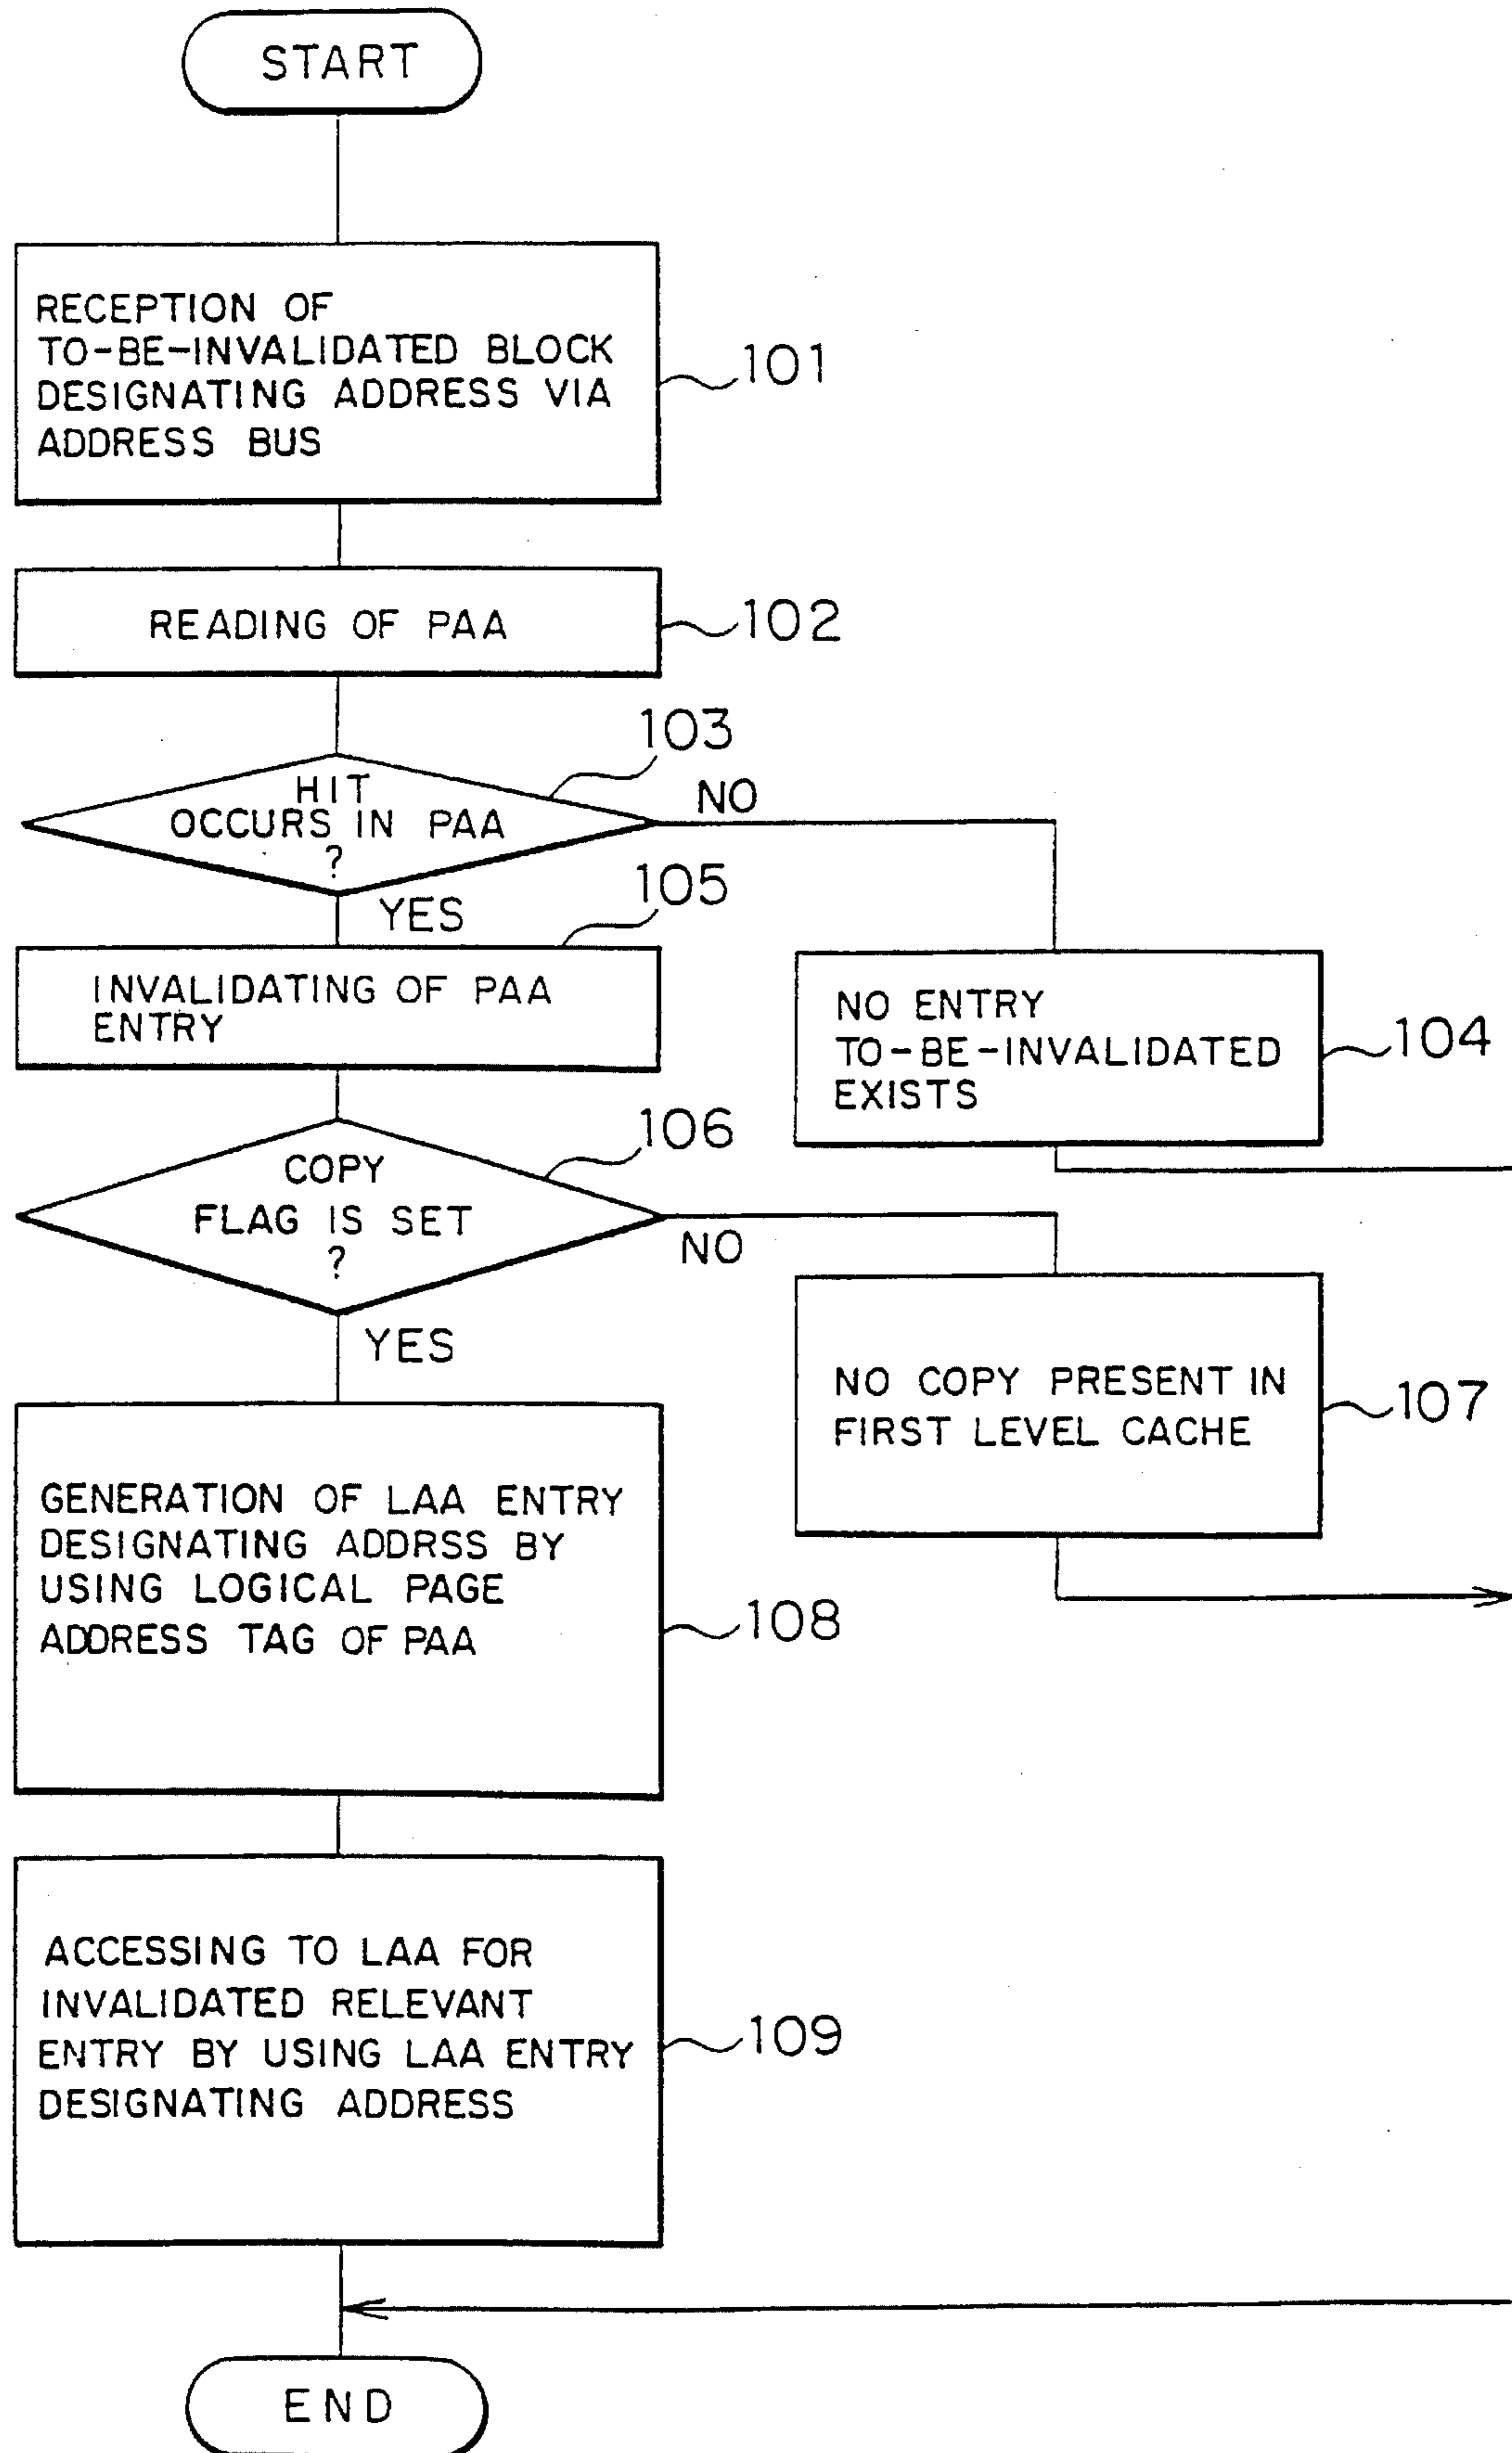 START
RECEPTION OF
TO-BE-INVALIDATED BLOCK
DESIGNATING ADDRESS VIA
ADDRESS BUS
101
READING OF PAA
102
103
HIT
OCCURS IN PAA
?
NO
YES
105
INVALIDATING OF PAA
ENTRY
NO ENTRY
TO-BE-INVALIDATED
EXISTS
104
106
COPY
FLAG IS SET
?
NO
YES
NO COPY PRESENT IN
FIRST LEVEL CACHE
107
GENERATION OF LAA ENTRY
DESIGNATING ADDRSS BY
USING LOGICAL PAGE
ADDRESS TAG OF PAA
108
ACCESSING TO LAA FOR
INVALIDATED RELEVANT
ENTRY BY USING LAA ENTRY
DESIGNATING ADDRESS
109
END